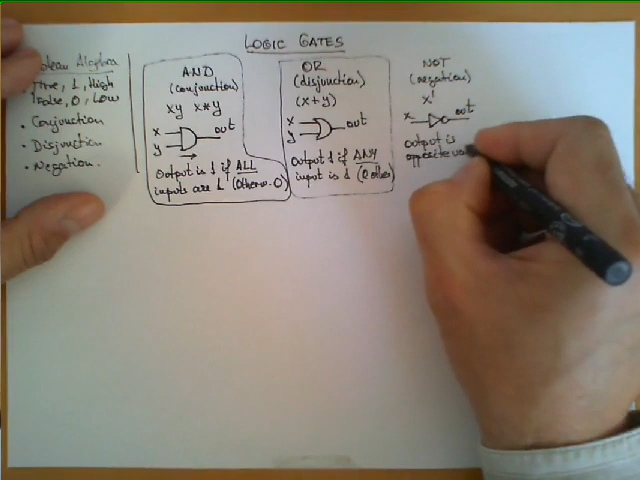 LOGIC GATES
Boolean Algebra
True, 1, High
False, 0, Low
• Conjunction
• Disjunction
• Negation.
AND
(conjunction)
xy x*y
x
y
out
Output is 1 if ALL
inputs are 1 (Otherw. 0)
OR
(disjunction)
(x+y)
x
y
out
Output 1 if ANY
input is 1 (0 other)
NOT
(negation)
x'
x
out
output is
opposite